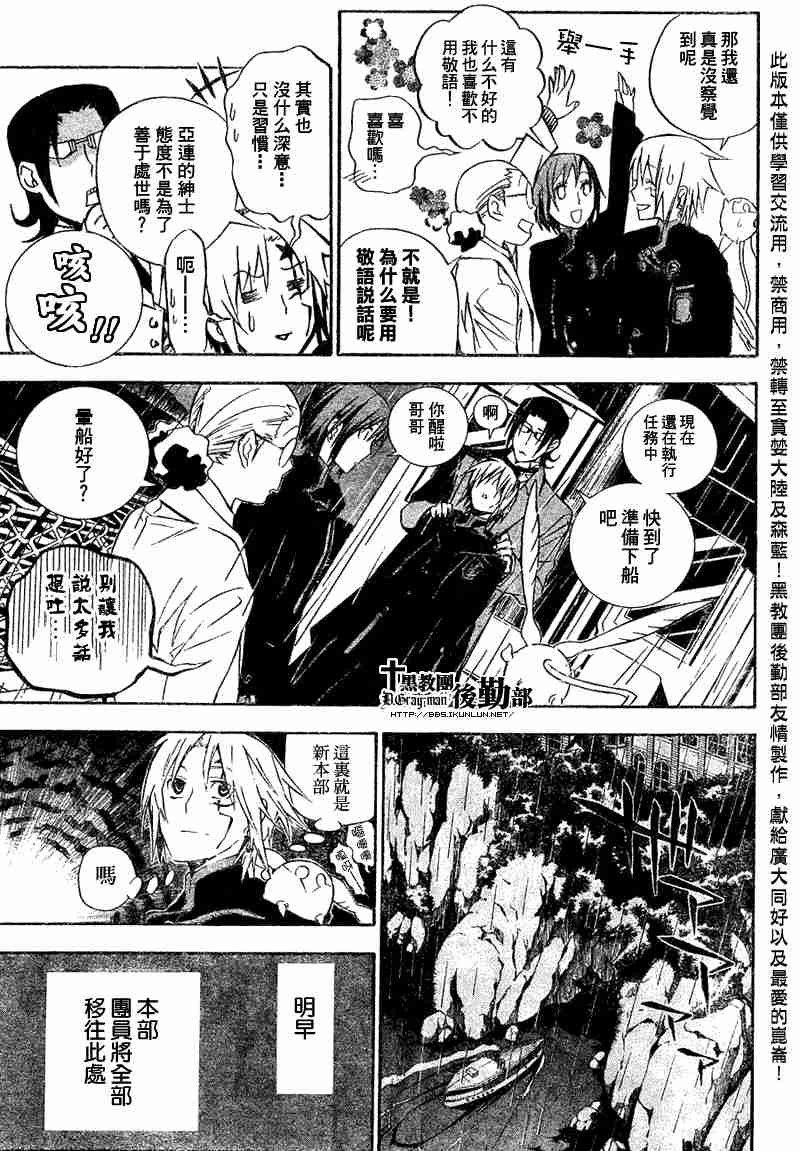 那我還
真是沒察覺
到呢
舉一手
這有
什么不好的
我也喜歡不
用敬語！
喜
歡嗎…
不就是！
為什么要用
敬語說話呢
其實也
沒什么深意…
只是習慣…
亞連的紳士
態度不是為了
善于處世嗎？
呃——…
咳
咳!!
現在
還在執行
任務中
快到了
準備下船
吧
啊
你醒啦
哥哥
暈船好了？
別讓我
說太多話
想吐…
黑教團
D.Gray-man
後勤部
HTTP://BBS.IKUNLUN.NET/
這裏就是
新本部
嗎
明早
本部
團員將全部
移往此處
此版本僅供學習交流用，禁商用，禁轉至貪婪大陸及森藍！黑教團後勤部友情製作，獻給廣大同好以及最愛的崑崙！